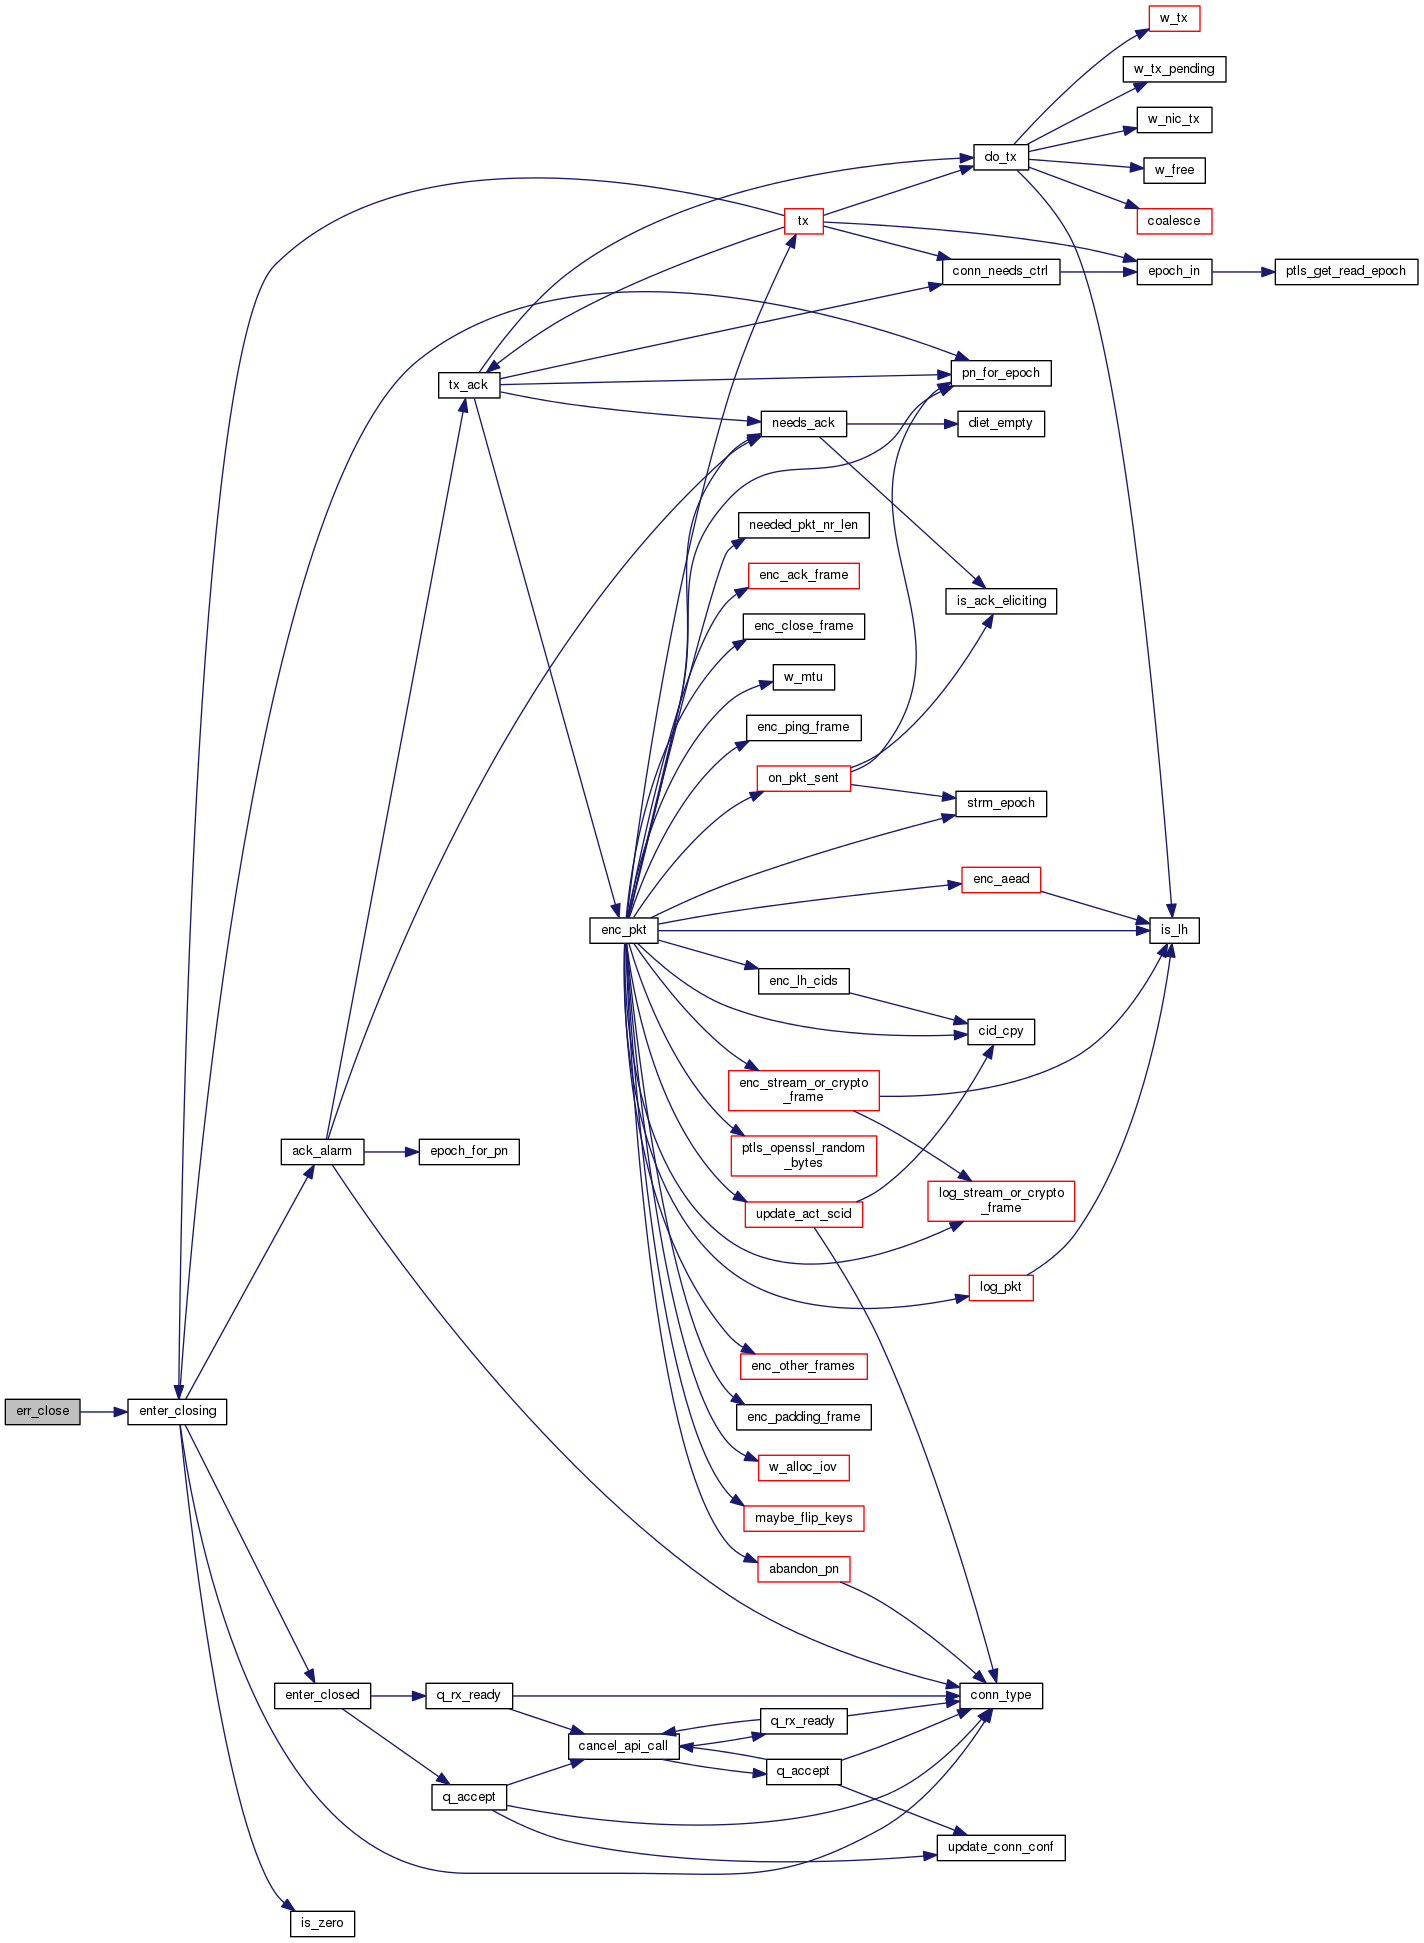 w_tx
w_tx_pending
w_nic_tx
do_tx
w_free
tx
coalesce
conn_needs_ctrl
epoch_in
ptls_get_read_epoch
pn_for_epoch
tx_ack
needs_ack
diet_empty
needed_pkt_nr_len
enc_ack_frame
is_ack_eliciting
enc_close_frame
w_mtu
enc_ping_frame
on_pkt_sent
strm_epoch
enc_aead
enc_pkt
is_lh
enc_lh_cids
cid_cpy
enc_stream_or_crypto
_frame
ack_alarm
epoch_for_pn
ptls_openssl_random
_bytes
log_stream_or_crypto
_frame
update_act_scid
log_pkt
enc_other_frames
err_close
enter_closing
enc_padding_frame
w_alloc_iov
maybe_flip_keys
abandon_pn
enter_closed
q_rx_ready
conn_type
q_rx_ready
cancel_api_call
q_accept
q_accept
update_conn_conf
is_zero